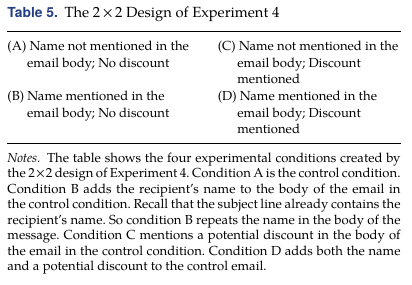 Table 5. The 2×2 Design of Experiment 4
(A) Name not mentioned in the
email body; No discount
(C) Name not mentioned in the
email body; Discount
mentioned
(B) Name mentioned in the
email body; No discount
(D) Name mentioned in the
email body; Discount
mentioned
Notes. The table shows the four experimental conditions created by
the 2×2 design of Experiment 4. Condition A is the control condition.
Condition B adds the recipient's name to the body of the email in
the control condition. Recall that the subject line already contains the
recipient's name. So condition B repeats the name in the body of the
message. Condition C mentions a potential discount in the body of
the email in the control condition. Condition D adds both the name
and a potential discount to the control email.